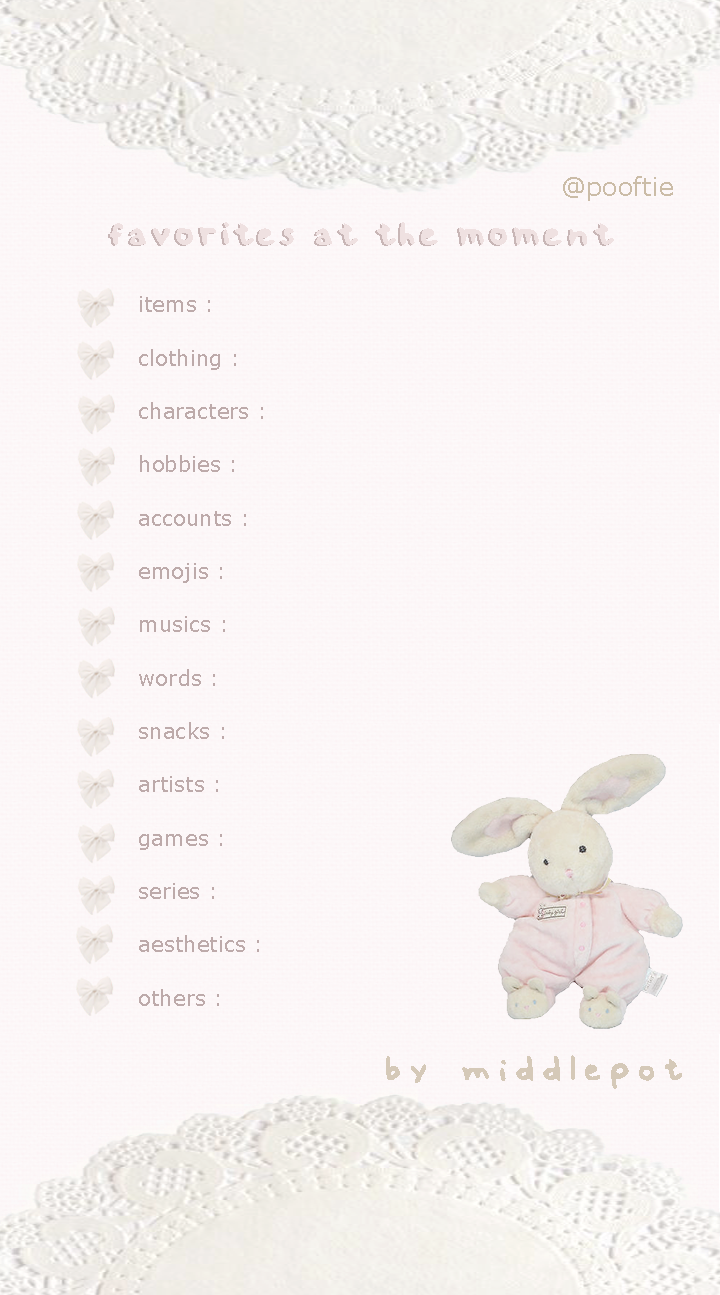 @pooftie
favorites at the moment
items :
clothing :
characters :
hobbies :
accounts :
emojis :
musics :
words :
snacks :
artists :
games :
series :
aesthetics :
others :
by middlepot